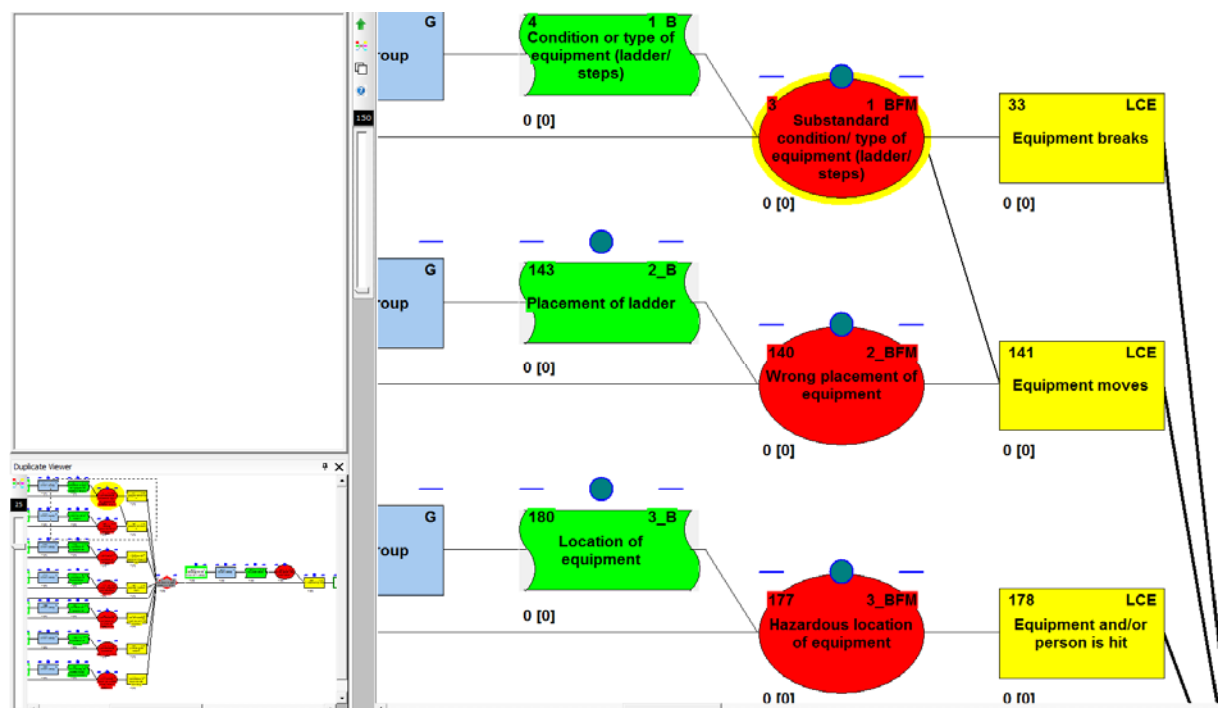 G
roup
4 1_B
Condition or type of
equipment (ladder/
steps)
0 [0]
3 1_BFM
Substandard
condition/ type of
equipment (ladder/
steps)
0 [0]
33 LCE
Equipment breaks
0 [0]
150
G
roup
143 2_B
Placement of ladder
0 [0]
140 2_BFM
Wrong placement of
equipment
0 [0]
141 LCE
Equipment moves
0 [0]
Duplicate Viewer
G
roup
180 3_B
Location of
equipment
0 [0]
177 3_BFM
Hazardous location
of equipment
0 [0]
178 LCE
Equipment and/or
person is hit
0 [0]